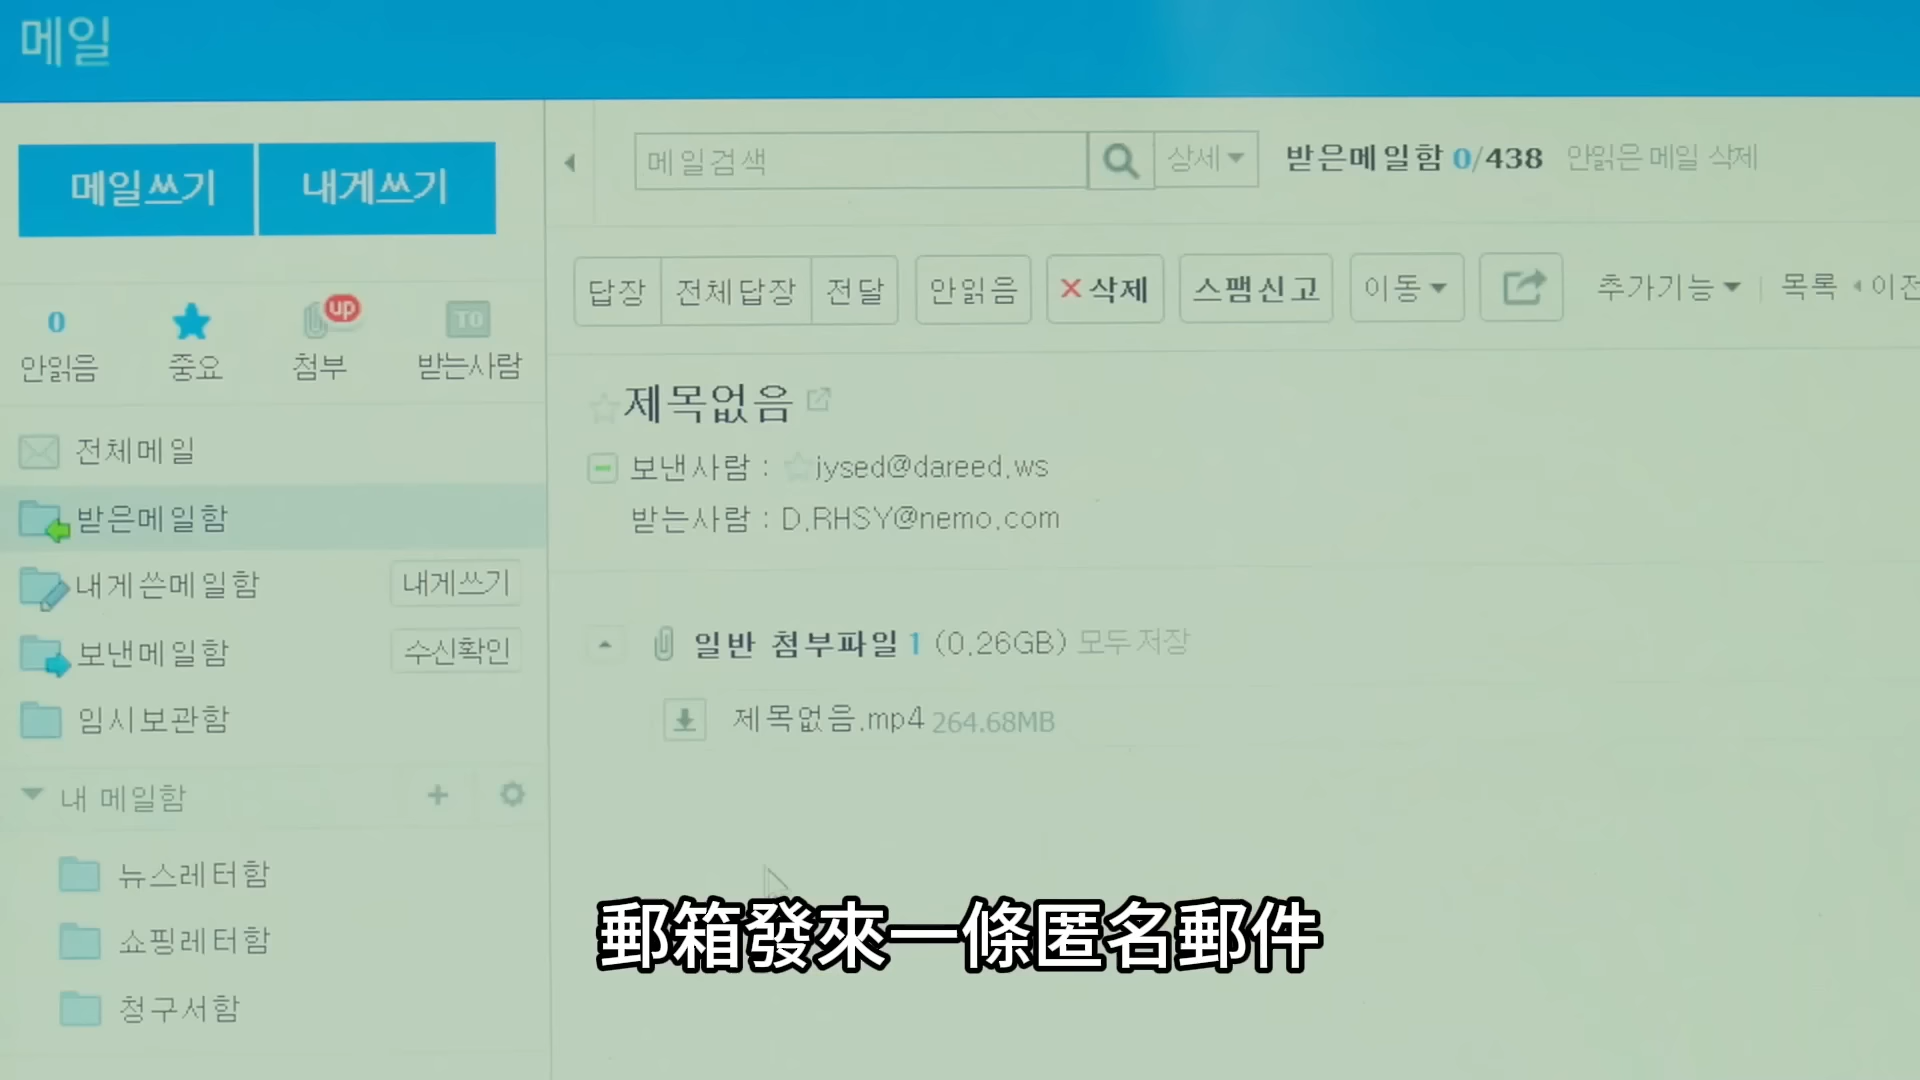 메일
메일쓰기 내게쓰기
메일검색 상세 받은메일함 0/438 안읽은 메일 삭제
답장 전체답장 전달 안읽음 삭제 스팸신고 이동 추가기능 목록 이전
0 up TO
안읽음 중요 첨부 받는사람
전체메일
받은메일함
내게쓴메일함 내게쓰기
보낸메일함 수신확인
임시보관함
내 메일함
뉴스레터함
쇼핑레터함
청구서함
제목없음
보낸사람 : jysed@dareed.ws
받는사람 : D.RHSY@nemo.com
일반 첨부파일 1 (0.26GB) 모두저장
제목없음.mp4 264.68MB
郵箱發來一條匿名郵件